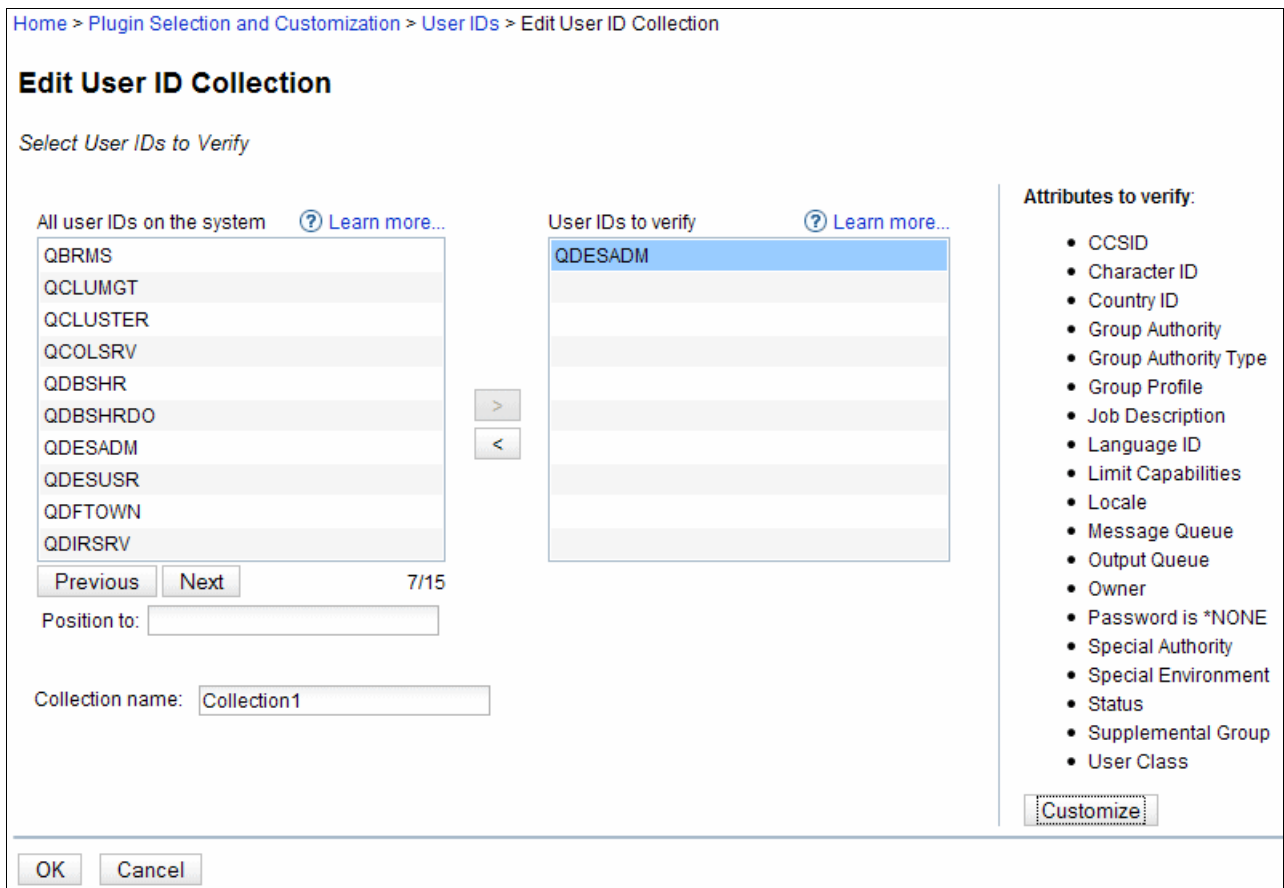 Home > Plugin Selection and Customization > User IDs > Edit User ID Collection
Edit User ID Collection
Select User IDs to Verify
All user IDs on the system ? Learn more...
QBRMS
QCLUMGT
QCLUSTER
QCOLSRV
QDBSHR
QDBSHRDO
QDESADM
QDESUSR
QDFTOWN
QDIRSRV
Previous Next 7/15
Position to:
Collection name: Collection1
>
<
User IDs to verify ? Learn more...
QDESADM
Attributes to verify:
• CCSID
• Character ID
• Country ID
• Group Authority
• Group Authority Type
• Group Profile
• Job Description
• Language ID
• Limit Capabilities
• Locale
• Message Queue
• Output Queue
• Owner
• Password is *NONE
• Special Authority
• Special Environment
• Status
• Supplemental Group
• User Class
Customize
OK Cancel